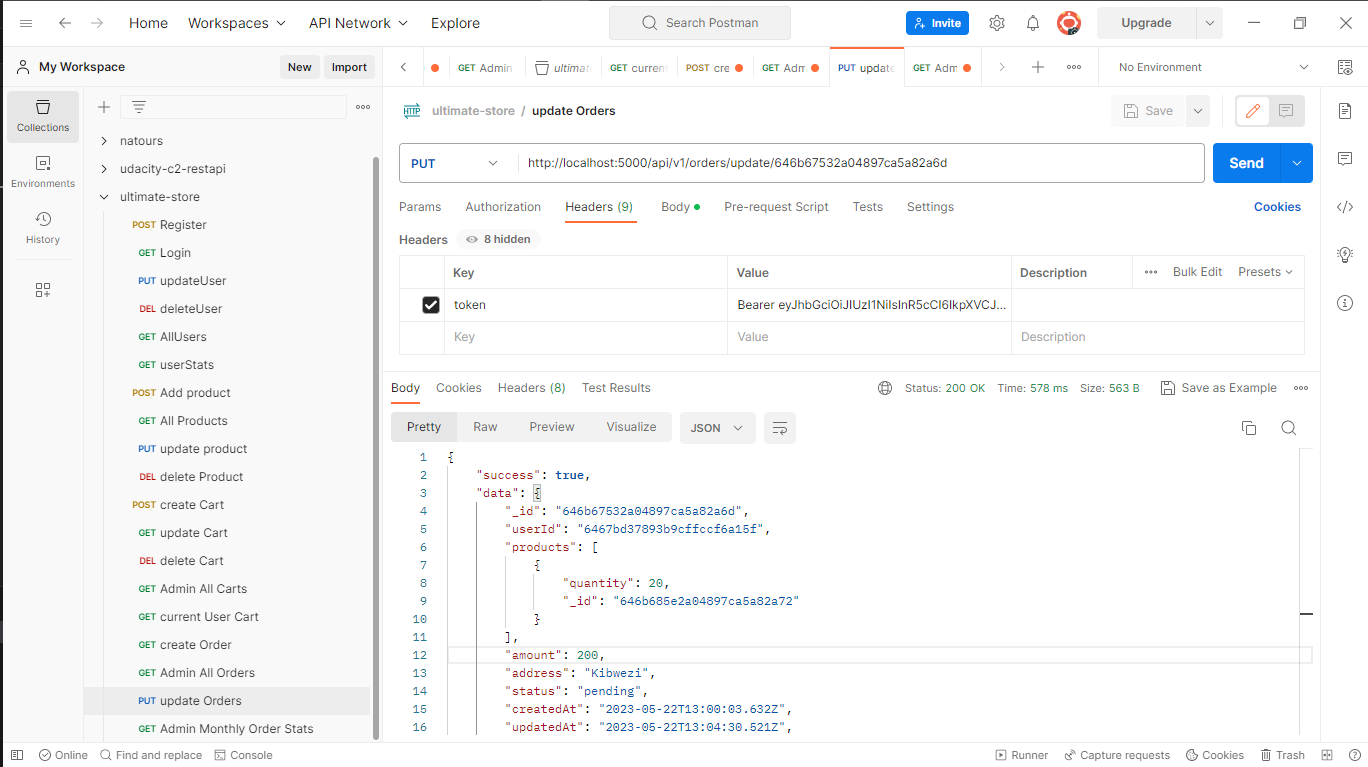 Home Workspaces API Network Explore Search Postman Invite Upgrade
My Workspace New Import
GET Admin ultimate GET current POST cre GET Adm PUT update GET Adm No Environment
Collections
Environments
History
natours
udacity-c2-restapi
ultimate-store
POST Register
GET Login
PUT updateUser
DEL deleteUser
GET AllUsers
GET userStats
POST Add product
GET All Products
PUT update product
DEL delete Product
POST create Cart
GET update Cart
DEL delete Cart
GET Admin All Carts
GET current User Cart
GET create Order
GET Admin All Orders
PUT update Orders
GET Admin Monthly Order Stats
HTTP ultimate-store / update Orders Save
PUT http://localhost:5000/api/v1/orders/update/646b67532a04897ca5a82a6d Send
Params Authorization Headers (9) Body Pre-request Script Tests Settings Cookies
Headers 8 hidden
Key Value Description Bulk Edit Presets
token Bearer eyJhbGciOiJIUzI1NiIsInR5cCI6IkpXVCJ...
Key Value Description
Body Cookies Headers (8) Test Results Status: 200 OK Time: 578 ms Size: 563 B Save as Example
Pretty Raw Preview Visualize JSON
1 {
2 "success": true,
3 "data": {
4 "_id": "646b67532a04897ca5a82a6d",
5 "userId": "6467bd37893b9cffccf6a15f",
6 "products": [
7 {
8 "quantity": 20,
9 "_id": "646b685e2a04897ca5a82a72"
10 }
11 ],
12 "amount": 200,
13 "address": "Kibwezi",
14 "status": "pending",
15 "createdAt": "2023-05-22T13:00:03.632Z",
16 "updatedAt": "2023-05-22T13:04:30.521Z",
Online Find and replace Console Runner Capture requests Cookies Trash